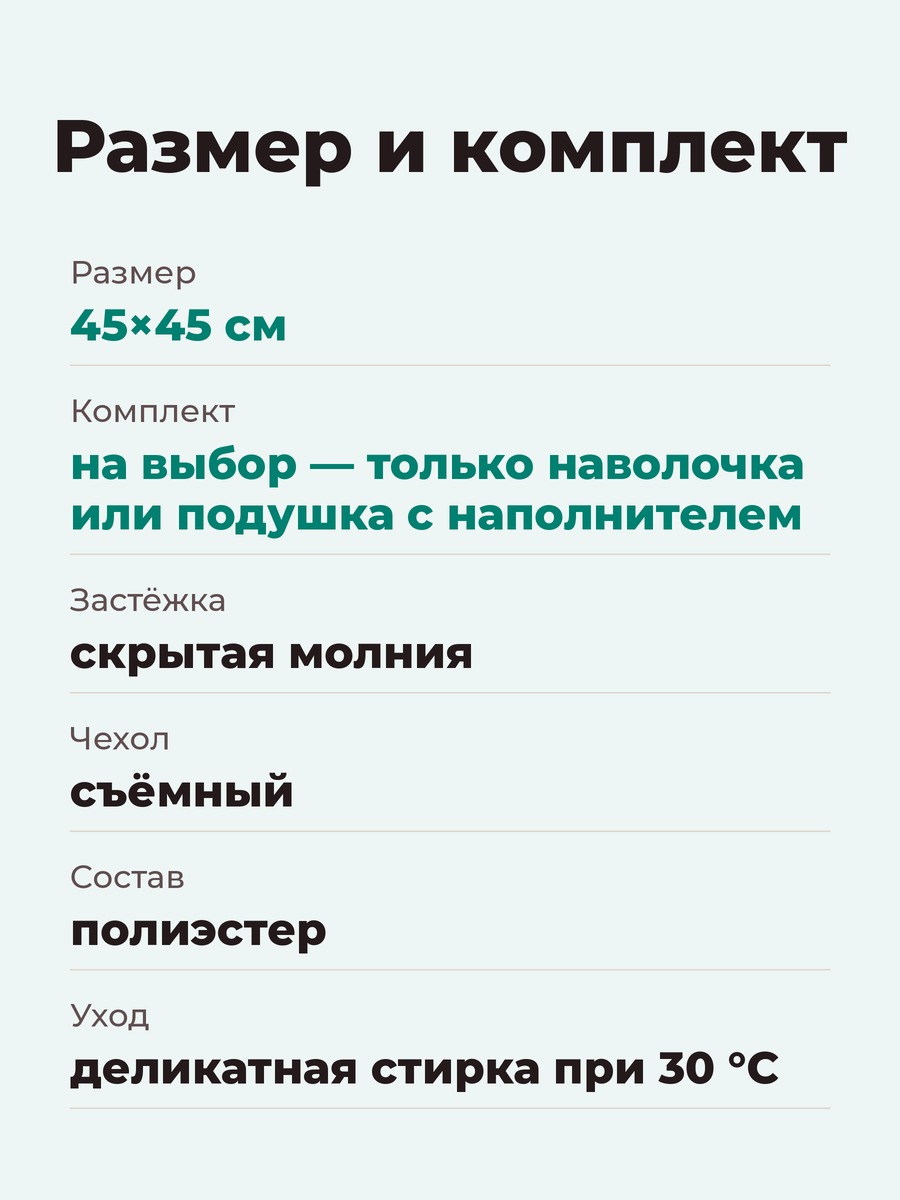 Размер и комплект
Размер
45×45 см
Комплект
на выбор — только наволочка
или подушка с наполнителем
Застёжка
скрытая молния
Чехол
съёмный
Состав
полиэстер
Уход
деликатная стирка при 30 °C